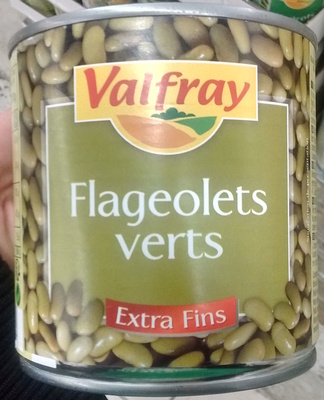 Valfray
Flageolets
verts
Extra Fins